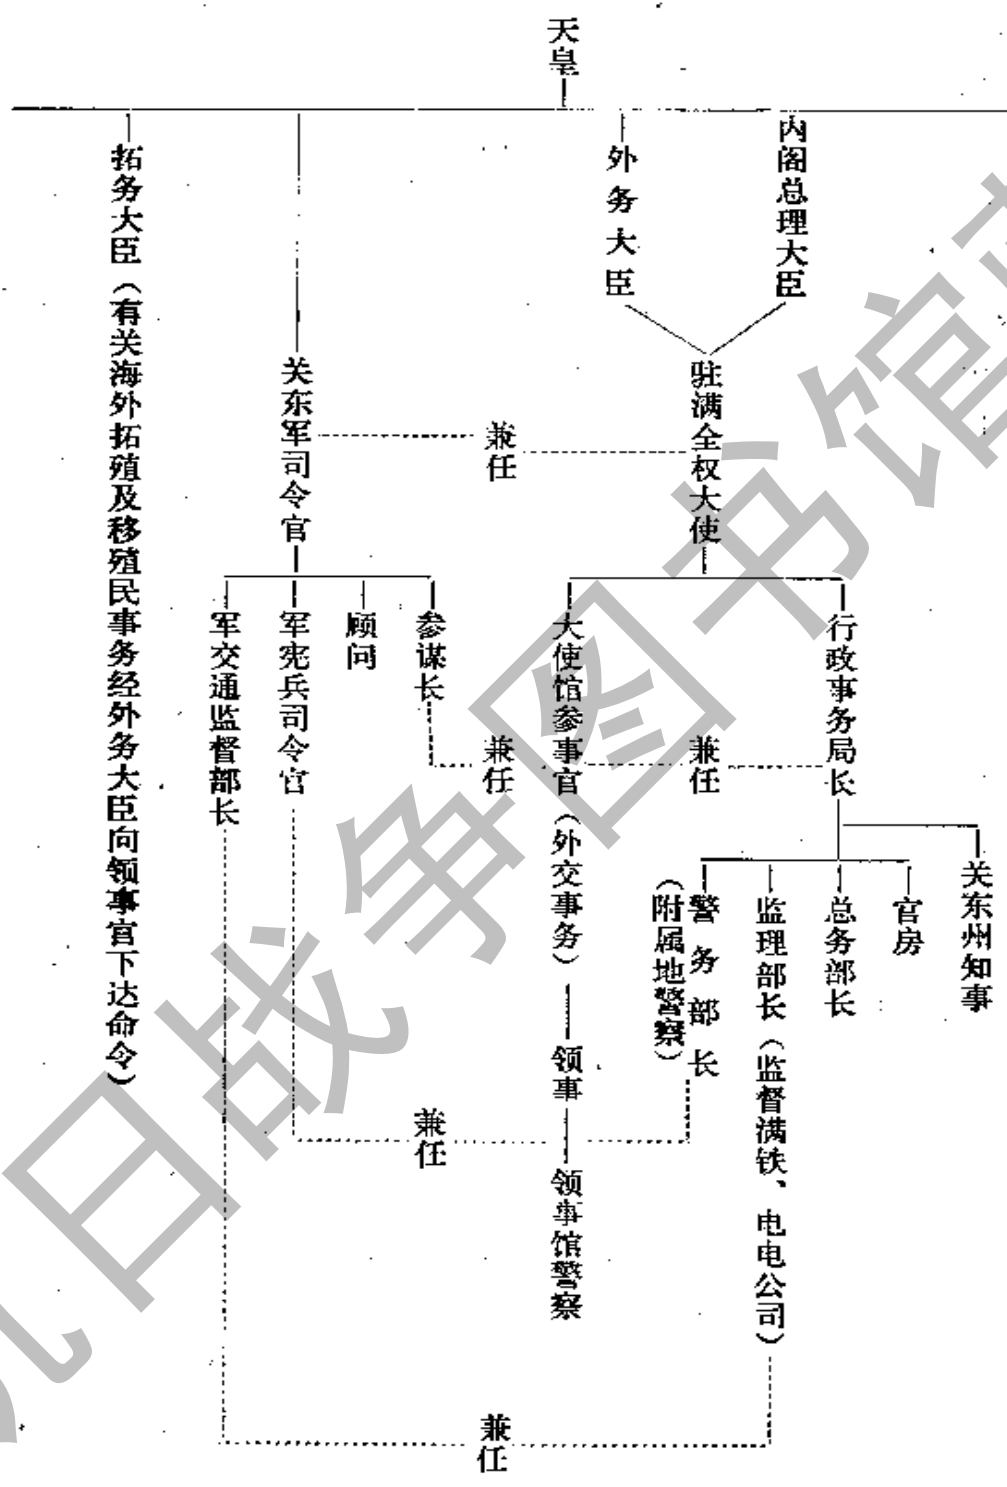 天皇
内阁总理大臣
外务大臣
关东军司令官
拓务大臣（有关海外拓殖及移殖民事务经外务大臣向领事官下达命令）
驻满全权大使
兼任
行政事务局长
大使馆参事官（外交事务）
领事
领事馆警察
参谋长
顾问
军宪兵司令官
军交通监督部长
兼任
兼任
关东州知事
官房
总务部长
监理部长（监督满铁、电电公司）
警务部长
（附属地警察）
兼任
兼任
抗日战争图书馆